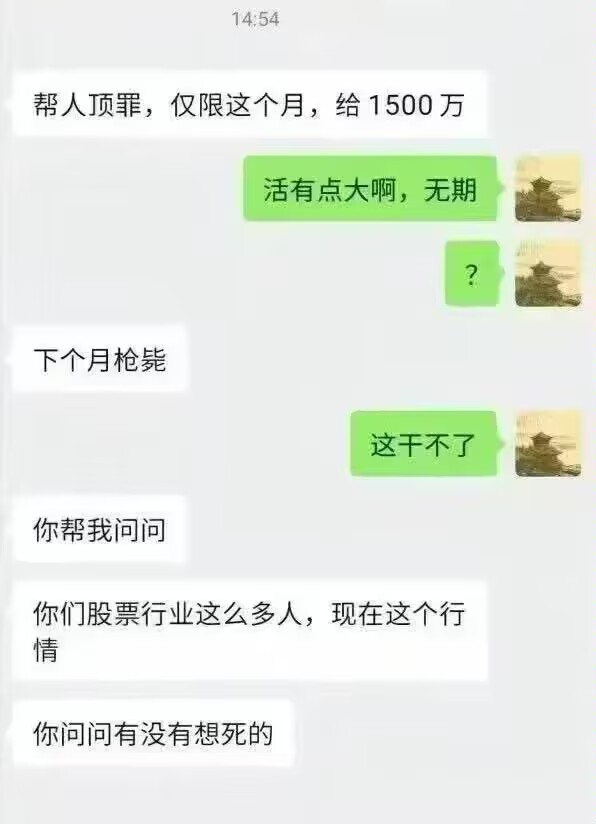 14:54
帮人顶罪，仅限这个月，给 1500 万
活有点大啊，无期
？
下个月枪毙
这干不了
你帮我问问
你们股票行业这么多人，现在这个行
情
你问问有没有想死的